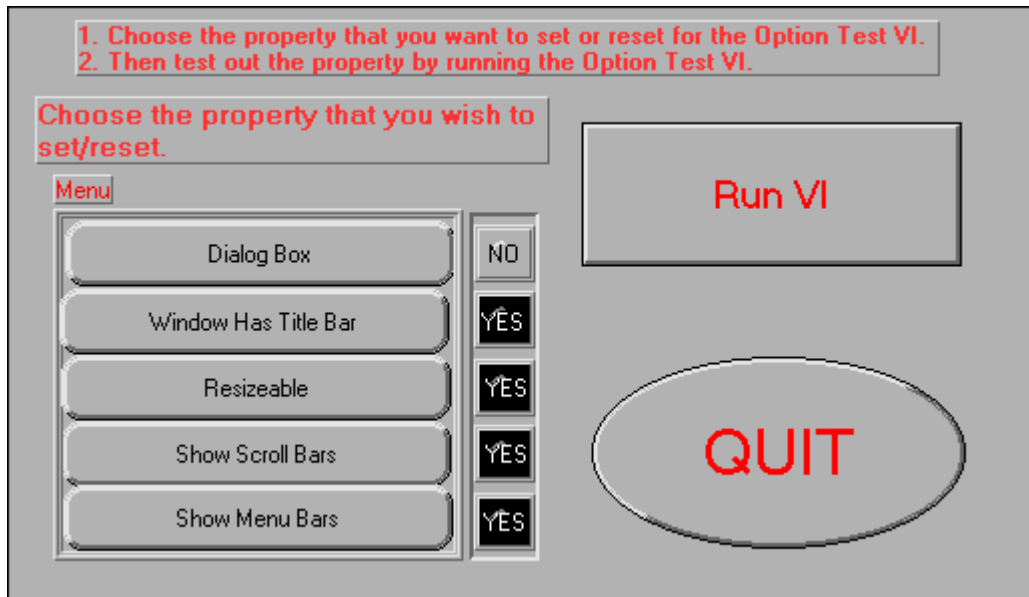 1. Choose the property that you want to set or reset for the Option Test VI.
2. Then test out the property by running the Option Test VI.
Choose the property that you wish to
set/reset.
Menu
Dialog Box
NO
Window Has Title Bar
YES
Resizeable
YES
Show Scroll Bars
YES
Show Menu Bars
YES
Run VI
QUIT